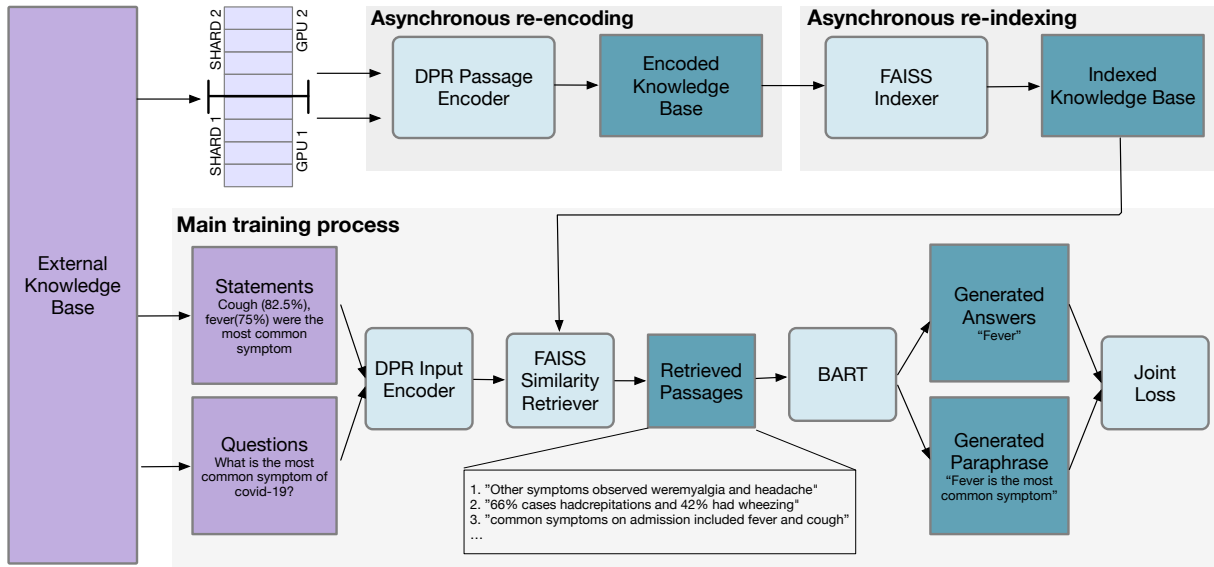 Asynchronous re-encoding
Asynchronous re-indexing
SHARD 2
GPU 2
SHARD 1
GPU 1
DPR Passage
Encoder
Encoded
Knowledge
Base
FAISS
Indexer
Indexed
Knowledge Base
External
Knowledge
Base
Main training process
Statements
Cough (82.5%),
fever(75%) were the
most common
symptom
Questions
What is the most
common symptom of
covid-19?
DPR Input
Encoder
FAISS
Similarity
Retriever
Retrieved
Passages
BART
Generated
Answers
“Fever”
Generated
Paraphrase
“Fever is the most
common symptom”
Joint
Loss
1. ”Other symptoms observed weremyalgia and headache"
2. ”66% cases hadcrepitations and 42% had wheezing"
3. ”common symptoms on admission included fever and cough”
...